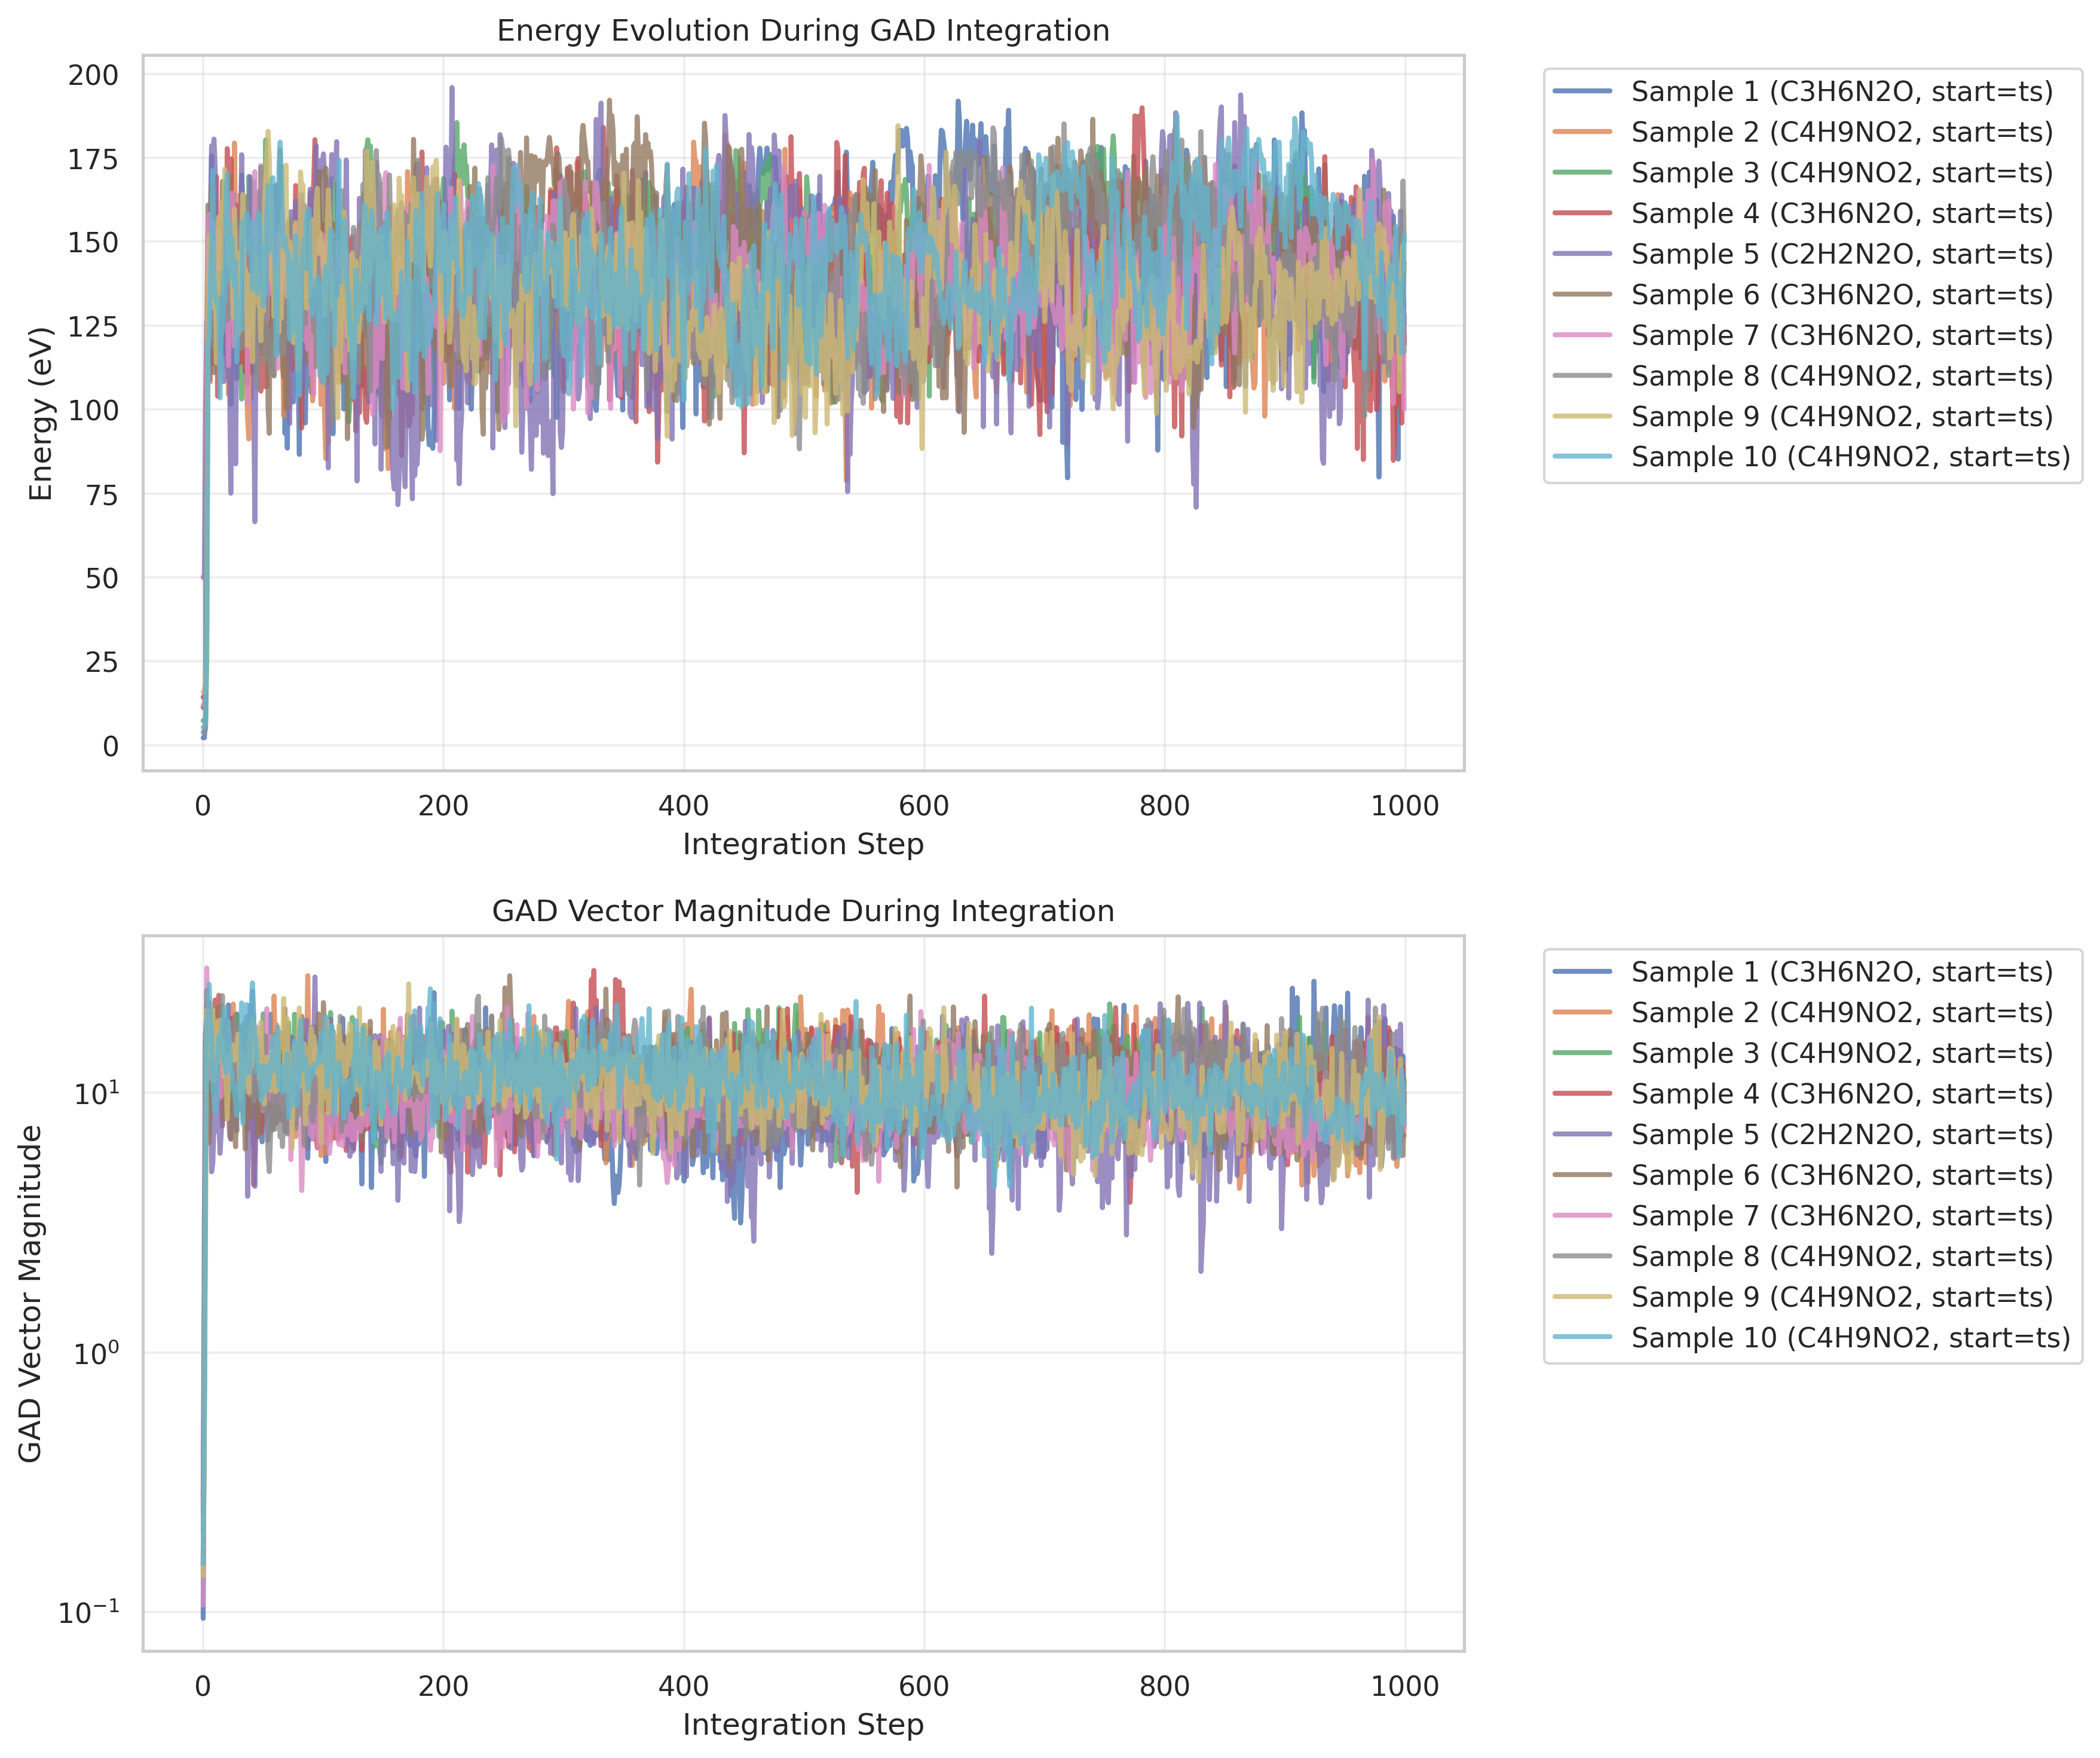 Energy Evolution During GAD Integration
200
175
150
125
100
75
50
25
0
Energy (eV)
0 200 400 600 800 1000
Integration Step
Sample 1 (C3H6N2O, start=ts)
Sample 2 (C4H9NO2, start=ts)
Sample 3 (C4H9NO2, start=ts)
Sample 4 (C3H6N2O, start=ts)
Sample 5 (C2H2N2O, start=ts)
Sample 6 (C3H6N2O, start=ts)
Sample 7 (C3H6N2O, start=ts)
Sample 8 (C4H9NO2, start=ts)
Sample 9 (C4H9NO2, start=ts)
Sample 10 (C4H9NO2, start=ts)
GAD Vector Magnitude During Integration
10¹
10⁰
10⁻¹
GAD Vector Magnitude
0 200 400 600 800 1000
Integration Step
Sample 1 (C3H6N2O, start=ts)
Sample 2 (C4H9NO2, start=ts)
Sample 3 (C4H9NO2, start=ts)
Sample 4 (C3H6N2O, start=ts)
Sample 5 (C2H2N2O, start=ts)
Sample 6 (C3H6N2O, start=ts)
Sample 7 (C3H6N2O, start=ts)
Sample 8 (C4H9NO2, start=ts)
Sample 9 (C4H9NO2, start=ts)
Sample 10 (C4H9NO2, start=ts)